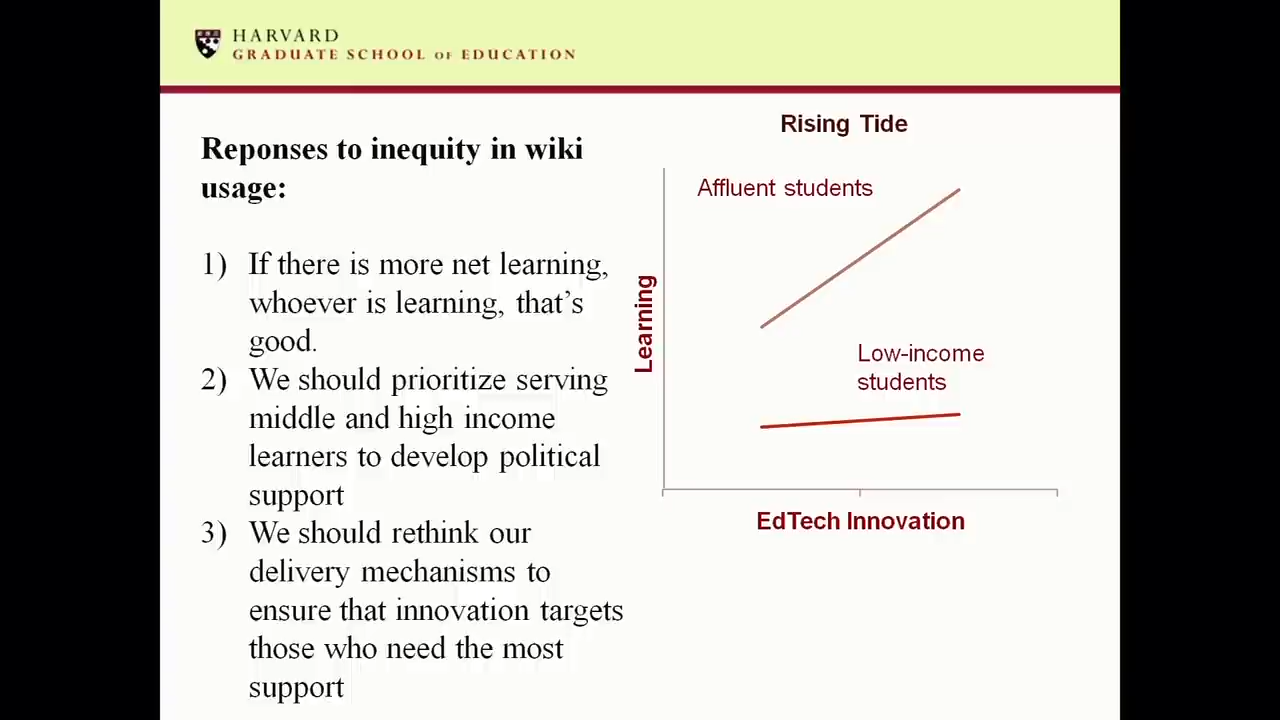 HARVARD
GRADUATE SCHOOL OF EDUCATION
Reponses to inequity in wiki
usage:
1) If there is more net learning,
whoever is learning, that's
good.
2) We should prioritize serving
middle and high income
learners to develop political
support
3) We should rethink our
delivery mechanisms to
ensure that innovation targets
those who need the most
support
Rising Tide
Affluent students
Learning
Low-income
students
EdTech Innovation